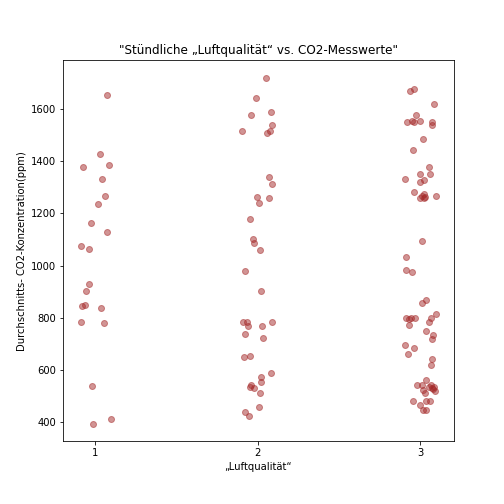 "Stündliche „Luftqualität“ vs. CO2-Messwerte"
Durchschnitts- CO2-Konzentration(ppm)
1600
1400
1200
1000
800
600
400
1 2 3
„Luftqualität“